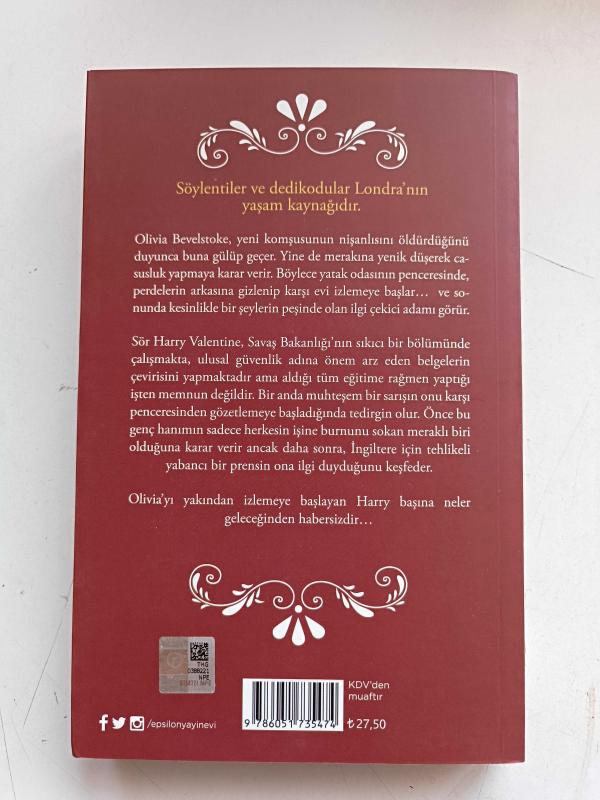 Söylentiler ve dedikodular Londra'nın
yaşam kaynağıdır.
Olivia Bevelstoke, yeni komşusunun nişanlısını öldürdüğünü
duyunca buna gülüp geçer. Yine de merakına yenik düşerek ca-
susluk yapmaya karar verir. Böylece yatak odasının penceresinde,
perdelerin arkasına gizlenip karşı evi izlemeye başlar… ve so-
nunda kesinlikle bir şeylerin peşinde olan ilgi çekici adamı görür.
Sör Harry Valentine, Savaş Bakanlığı'nın sıkıcı bir bölümünde
çalışmakta, ulusal güvenlik adına önem arz eden belgelerin
çevirisini yapmaktadır ama aldığı tüm eğitime rağmen yaptığı
işten memnun değildir. Bir anda muhteşem bir sarışın onu karşı
penceresinden gözetlemeye başladığında tedirgin olur. Önce bu
genç hanımın sadece herkesin işine burnunu sokan meraklı biri
olduğuna karar verir ancak daha sonra, İngiltere için tehlikeli
yabancı bir prensin ona ilgi duyduğunu keşfeder.
Olivia'yı yakından izlemeye başlayan Harry başına neler
geleceğinden habersizdir…
THG
0388221
NPE
KDV'den
muaftır
/epsilonyayinevi
9 786051 735474
₺27,50